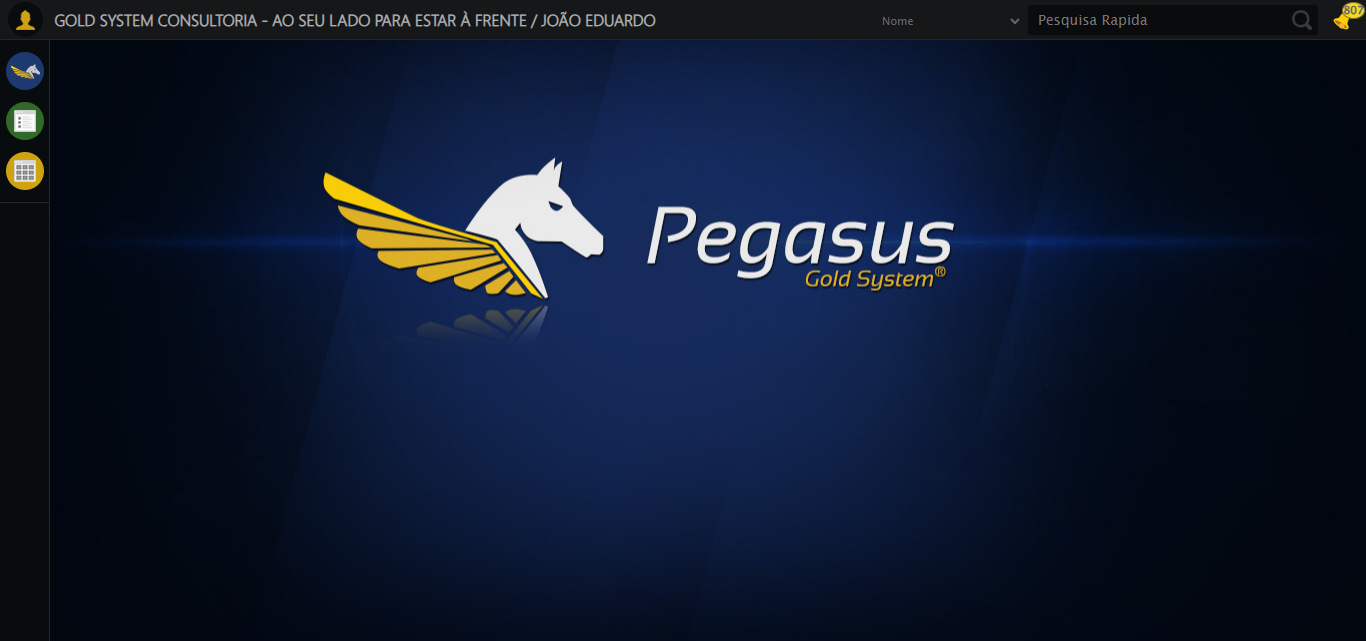 GOLD SYSTEM CONSULTORIA - AO SEU LADO PARA ESTAR À FRENTE / JOÃO EDUARDO
Nome
Pesquisa Rapida
807
Pegasus
Gold System®